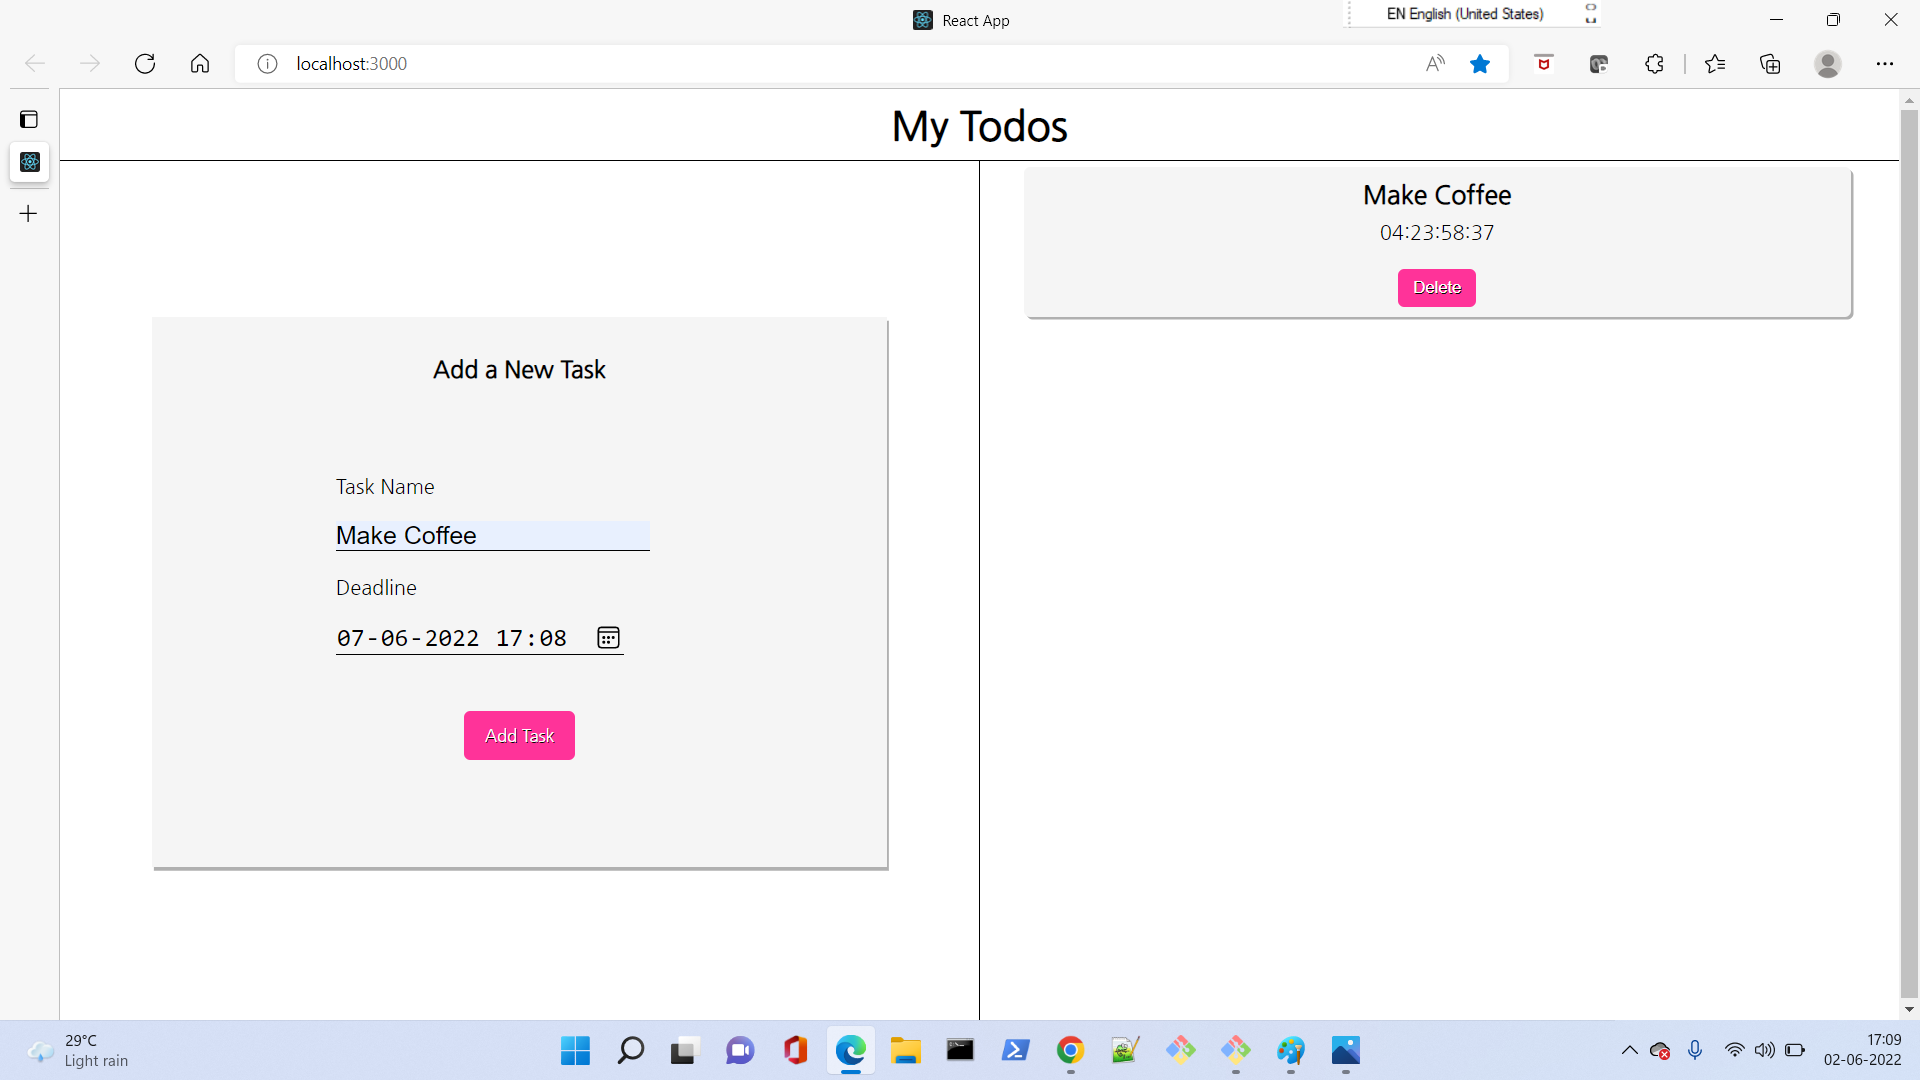 React App
EN English (United States)
localhost:3000
My Todos
Add a New Task
Task Name
Make Coffee
Deadline
07-06-2022 17:08
Add Task
Make Coffee
04:23:58:37
Delete
29°C
Light rain
17:09
02-06-2022